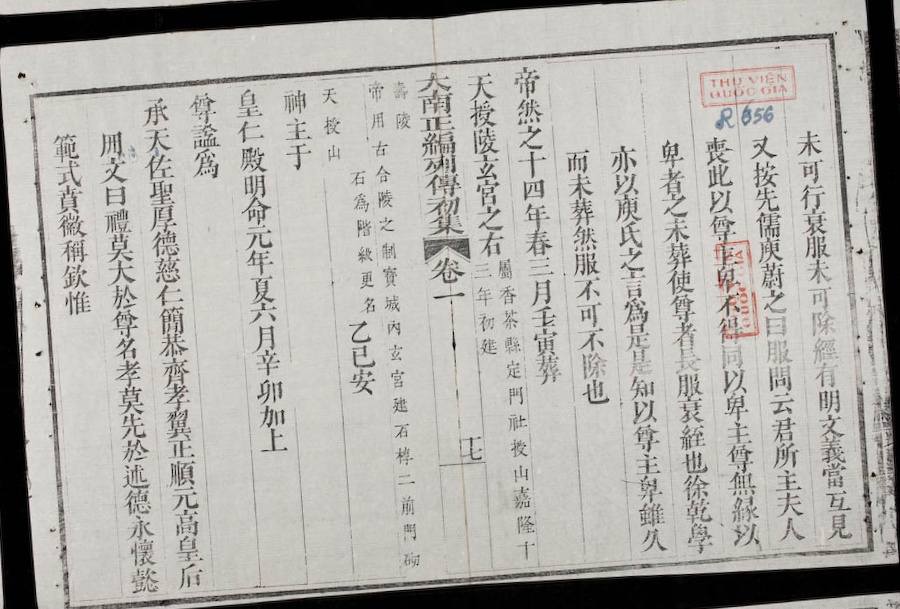 未可行衰服未可除經有明文義當互見
又按先儒庾蔚之曰服問云君所主夫人
喪此以尊主卑不得同以卑主尊無緣以
卑者之未葬使尊者長服衰絰也徐乾學
亦以庾氏之言爲是是知以尊主卑雖久
而未葬然服不可不除也
帝然之十四年春三月壬寅葬
天授陵玄宮之右屬香茶縣定門社授山嘉隆十
三年初建
大南正編列傳初集 卷一 十七
壽陵
帝用古合陵之制寶城內玄宮建石椁二前門砌
石爲階級更名
天授山
乙巳安
神主于
皇仁殿明命元年夏六月辛卯加上
尊謚爲
承天佐聖厚德慈仁簡恭齊孝翼正順元高皇后
冊文曰禮莫大於尊名孝莫先於述德永懷懿
範式賁徽稱欽惟
THƯ VIỆN
QUỐC GIA
R 656